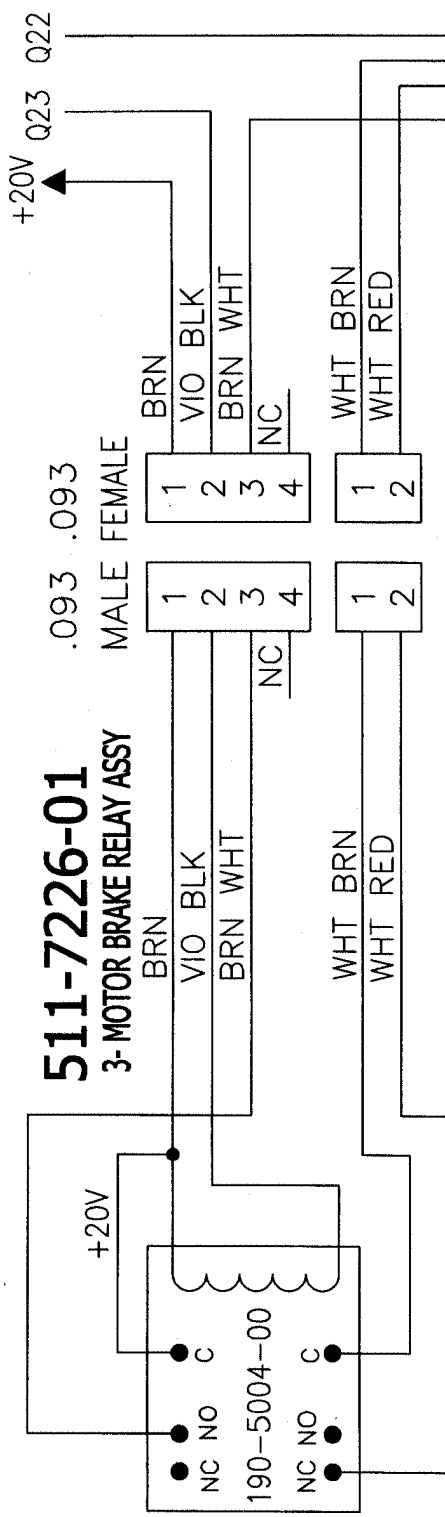 511-7226-01
3- MOTOR BRAKE RELAY ASSY
+20V
NC NO C
190-5004-00
NC NO C
BRN
VIO BLK
BRN WHT
NC
WHT BRN
WHT RED
.093 .093
MALE FEMALE
1
2
3
4
1
2
1
2
3
4
1
2
BRN
VIO BLK
BRN WHT
NC
WHT BRN
WHT RED
+20V
Q23
Q22